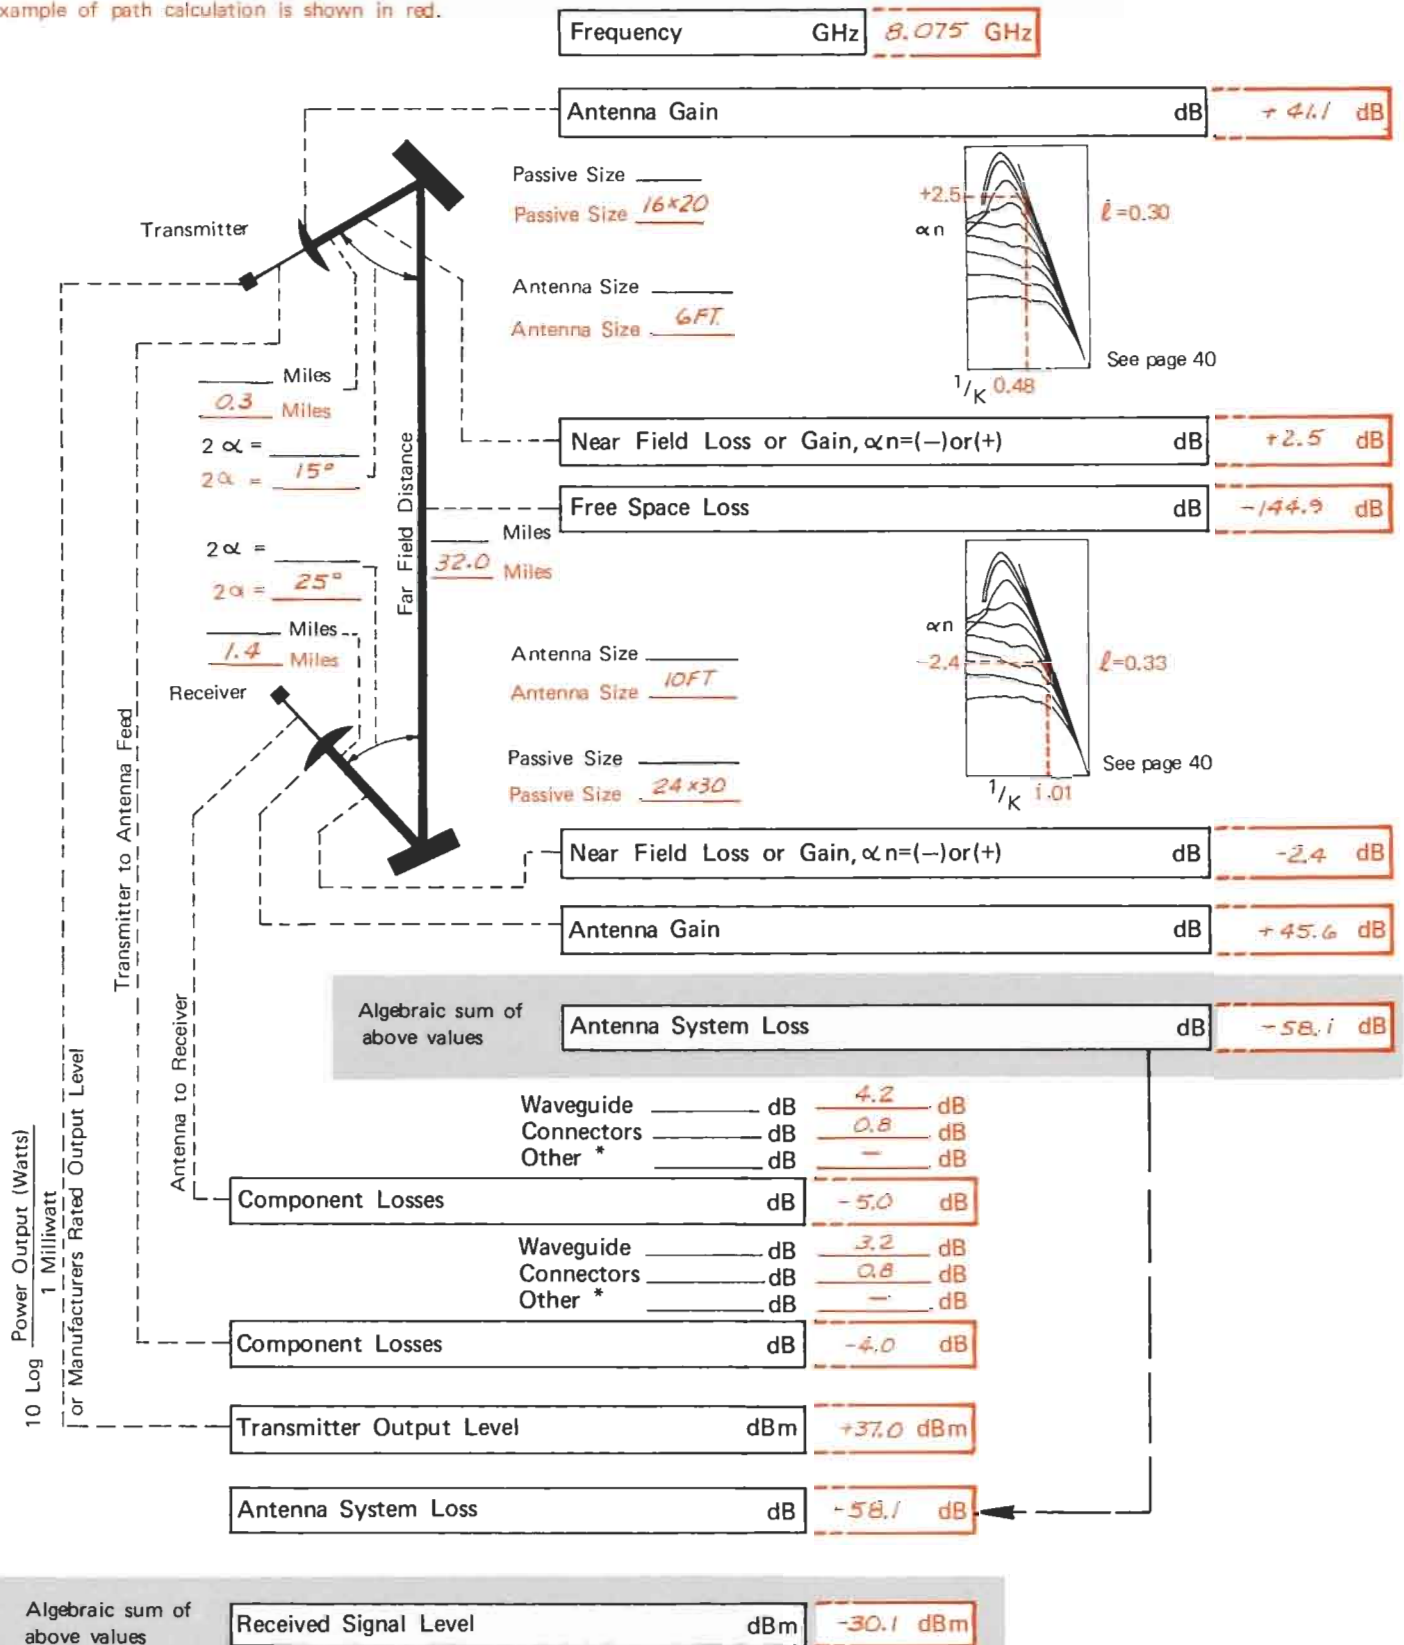 xample of path calculation is shown in red.
Frequency GHz 8.075 GHz
Antenna Gain dB + 41.1 dB
Passive Size
Passive Size 16×20
+2.5
αn
ℓ=0.30
Transmitter
Antenna Size
Antenna Size 6FT.
See page 40
1/K 0.48
Miles
0.3 Miles
2α =
2α = 15°
Near Field Loss or Gain, αn=(−)or(+) dB +2.5 dB
Free Space Loss dB -144.9 dB
Far Field Distance
Miles
32.0 Miles
2α =
2α = 25°
Miles
1.4 Miles
αn
-2.4
ℓ=0.33
Antenna Size
Antenna Size 10FT
Receiver
Passive Size
Passive Size 24×30
See page 40
1/K 1.01
Near Field Loss or Gain, αn=(−)or(+) dB -2.4 dB
Antenna Gain dB + 45.6 dB
Algebraic sum of
above values
Antenna System Loss dB -58.1 dB
10 Log Power Output (Watts)
1 Milliwatt
or Manufacturers Rated Output Level
Transmitter to Antenna Feed
Antenna to Receiver
Waveguide dB 4.2 dB
Connectors dB 0.8 dB
Other * dB — dB
Component Losses dB -5.0 dB
Waveguide dB 3.2 dB
Connectors dB 0.8 dB
Other * dB — dB
Component Losses dB -4.0 dB
Transmitter Output Level dBm +37.0 dBm
Antenna System Loss dB -58.1 dB
Algebraic sum of
above values
Received Signal Level dBm -30.1 dBm